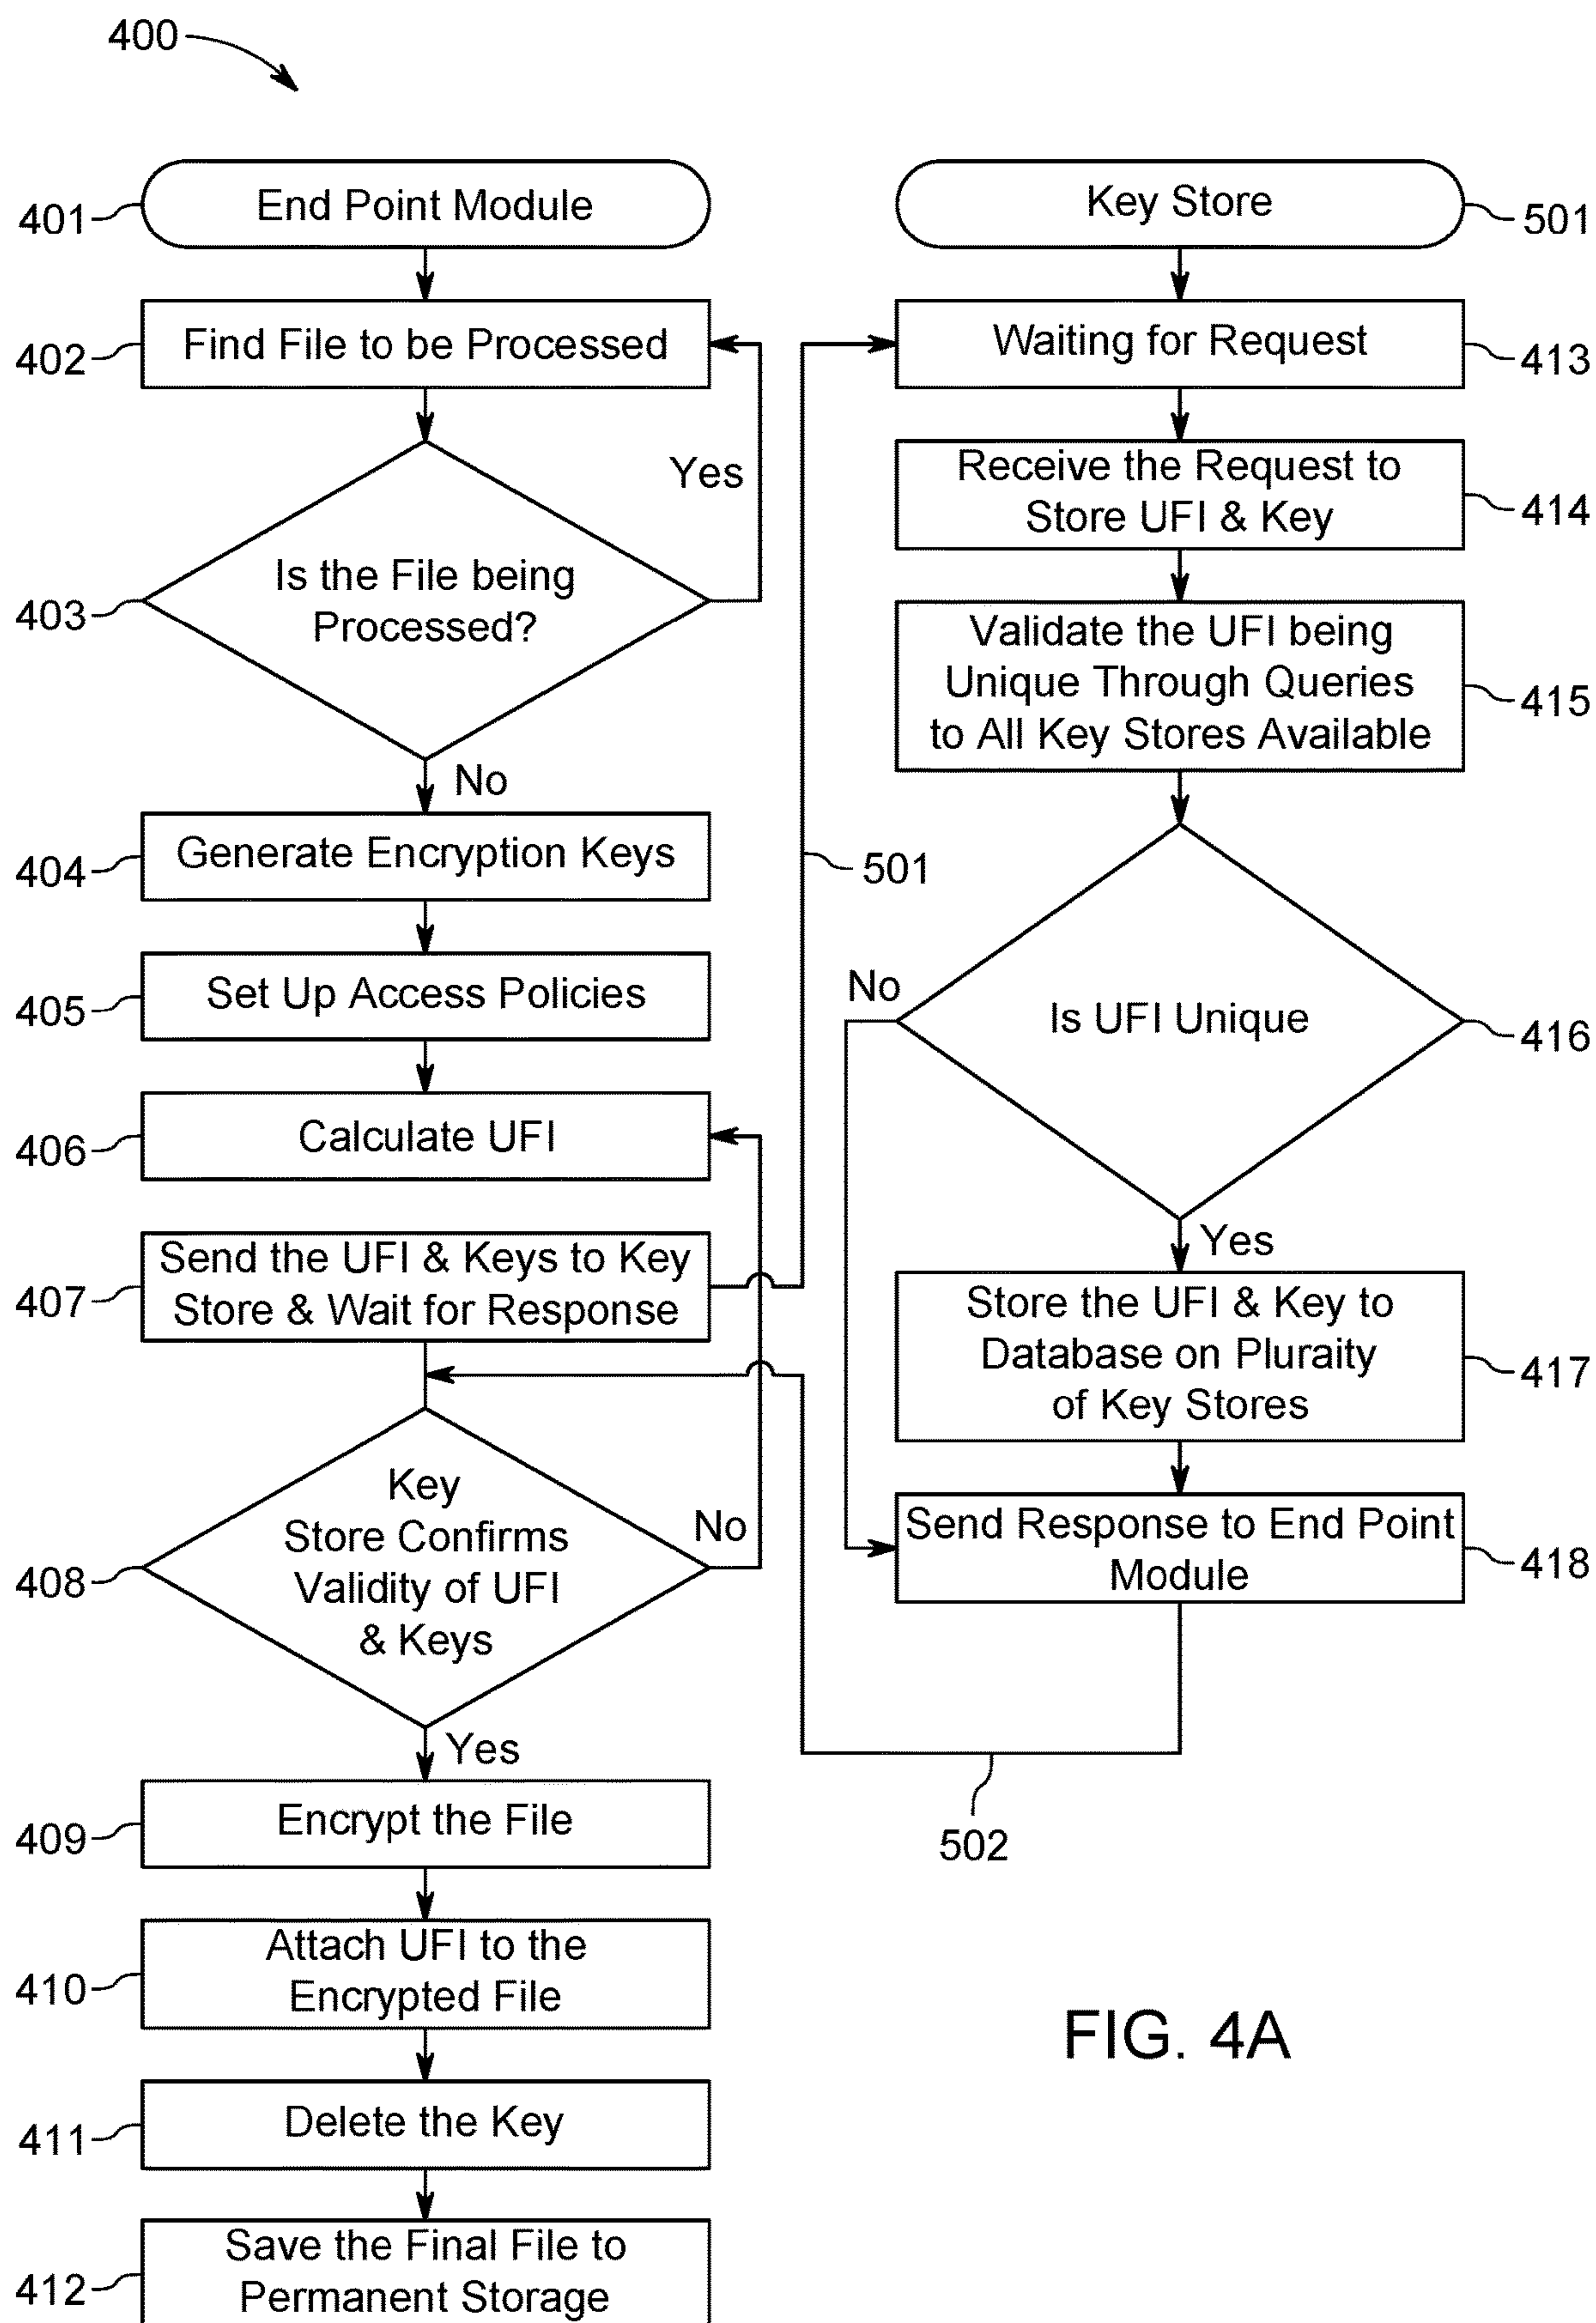 400
401
End Point Module
402
Find File to be Processed
Yes
403
Is the File being
Processed?
No
404
Generate Encryption Keys
405
Set Up Access Policies
406
Calculate UFI
407
Send the UFI & Keys to Key
Store & Wait for Response
408
Key
Store Confirms
Validity of UFI
& Keys
No
Yes
409
Encrypt the File
410
Attach UFI to the
Encrypted File
411
Delete the Key
412
Save the Final File to
Permanent Storage
501
Key Store
501
Waiting for Request
413
Receive the Request to
Store UFI & Key
414
Validate the UFI being
Unique Through Queries
to All Key Stores Available
415
No
Is UFI Unique
416
Yes
Store the UFI & Key to
Database on Pluraity
of Key Stores
417
Send Response to End Point
Module
418
502
FIG. 4A